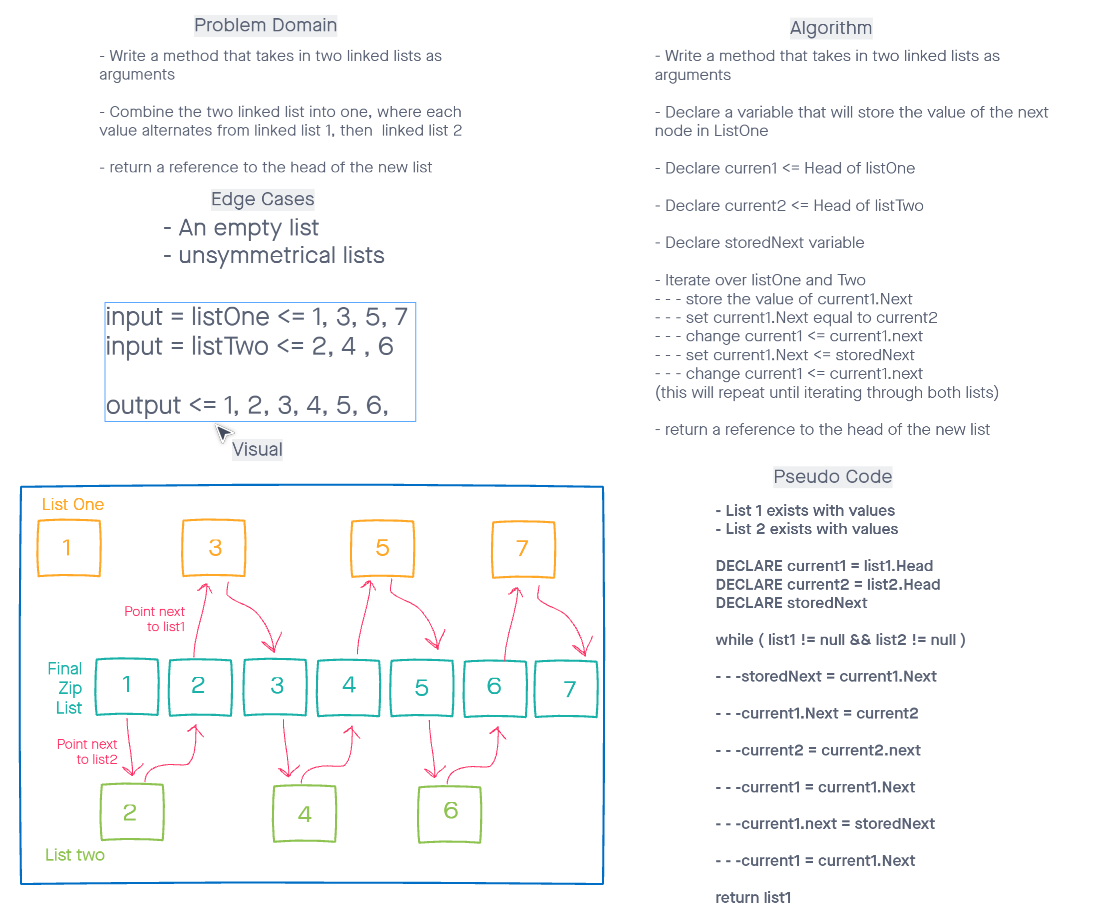 Problem Domain
- Write a method that takes in two linked lists as
arguments
- Combine the two linked list into one, where each
value alternates from linked list 1, then linked list 2
- return a reference to the head of the new list
Edge Cases
- An empty list
- unsymmetrical lists
input = listOne <= 1, 3, 5, 7
input = listTwo <= 2, 4 , 6
output <= 1, 2, 3, 4, 5, 6,
Visual
List One
1
3
5
7
Point next
to list1
Final
Zip
List
1
2
3
4
5
6
7
Point next
to list2
2
4
6
List two
Algorithm
- Write a method that takes in two linked lists as
arguments
- Declare a variable that will store the value of the next
node in ListOne
- Declare curren1 <= Head of listOne
- Declare current2 <= Head of listTwo
- Declare storedNext variable
- Iterate over listOne and Two
- - - store the value of current1.Next
- - - set current1.Next equal to current2
- - - change current1 <= current1.next
- - - set current1.Next <= storedNext
- - - change current1 <= current1.next
(this will repeat until iterating through both lists)
- return a reference to the head of the new list
Pseudo Code
- List 1 exists with values
- List 2 exists with values
DECLARE current1 = list1.Head
DECLARE current2 = list2.Head
DECLARE storedNext
while ( list1 != null && list2 != null )
- - -storedNext = current1.Next
- - -current1.Next = current2
- - -current2 = current2.next
- - -current1 = current1.Next
- - -current1.next = storedNext
- - -current1 = current1.Next
return list1